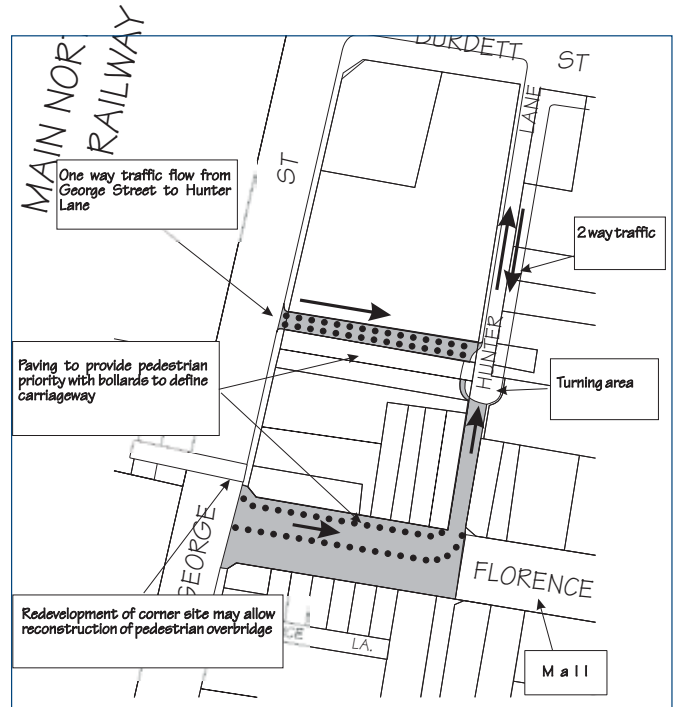 BURDETT
ST
MAIN NOR
RAILWAY
LANE
One way traffic flow from
George Street to Hunter
Lane
ST
2 way traffic
HUNTER
Paving to provide pedestrian
priority with bollards to define
carriageway
Turning area
GEORGE
FLORENCE
Redevelopment of corner site may allow
reconstruction of pedestrian overbridge
CE
LA.
Mall